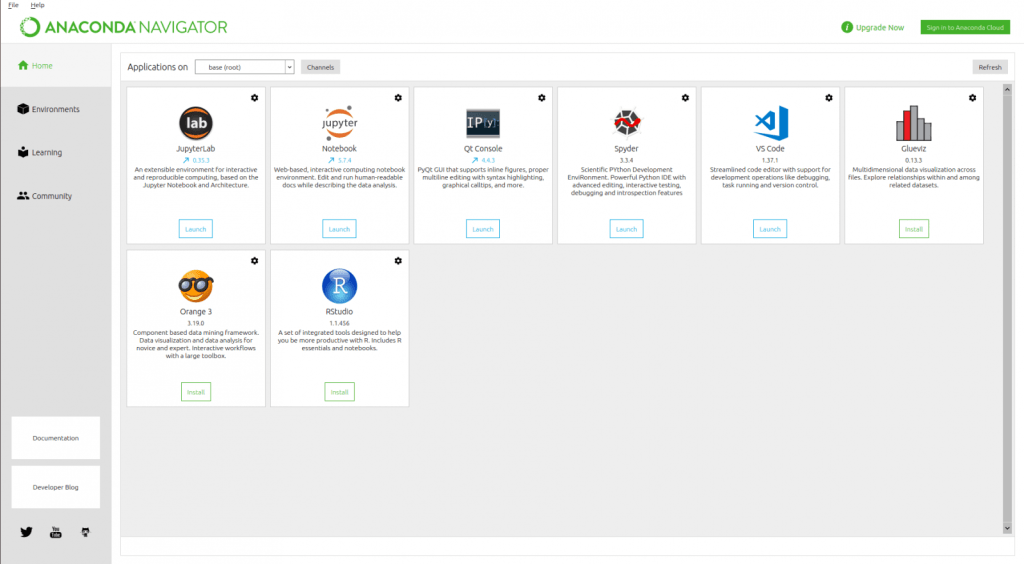 File Help
ANACONDA NAVIGATOR
Upgrade Now
Sign in to Anaconda Cloud
Home
Environments
Learning
Community
Documentation
Developer Blog
You
Tube
Applications on base (root) Channels
Refresh
lab
JupyterLab
0.35.3
An extensible environment for interactive
and reproducible computing, based on the
Jupyter Notebook and Architecture.
Launch
jupyter
Notebook
5.7.4
Web-based, interactive computing notebook
environment. Edit and run human-readable
docs while describing the data analysis.
Launch
IP y
Qt Console
4.4.3
PyQt GUI that supports inline figures, proper
multiline editing with syntax highlighting,
graphical calltips, and more.
Launch
Spyder
3.3.4
Scientific PYthon Development
EnviRonment. Powerful Python IDE with
advanced editing, interactive testing,
debugging and introspection features
Launch
VS Code
1.37.1
Streamlined code editor with support for
development operations like debugging,
task running and version control.
Launch
Glueviz
0.13.3
Multidimensional data visualization across
files. Explore relationships within and among
related datasets.
Install
Orange 3
3.19.0
Component based data mining framework.
Data visualization and data analysis for
novice and expert. Interactive workflows
with a large toolbox.
Install
R
RStudio
1.1.456
A set of integrated tools designed to help
you be more productive with R. Includes R
essentials and notebooks.
Install